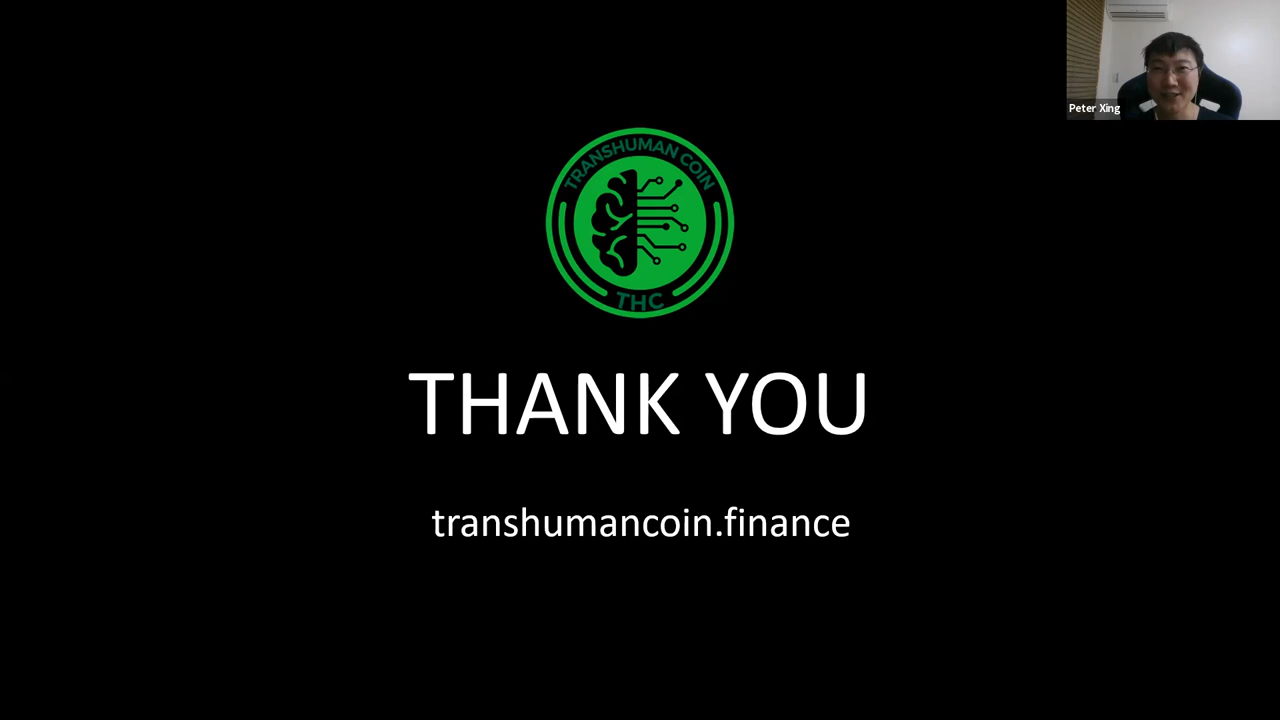 Peter Xing
TRANSHUMAN COIN
THC
THANK YOU
transhumancoin.finance